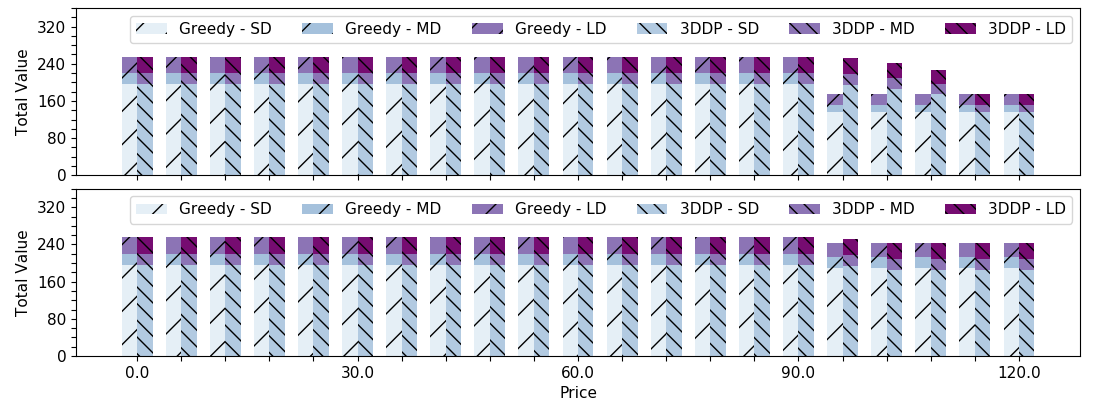 320
240
160
80
0
Total Value
Greedy - SD Greedy - MD Greedy - LD 3DDP - SD 3DDP - MD 3DDP - LD
320
240
160
80
0
Total Value
Greedy - SD Greedy - MD Greedy - LD 3DDP - SD 3DDP - MD 3DDP - LD
0.0 30.0 60.0 90.0 120.0
Price